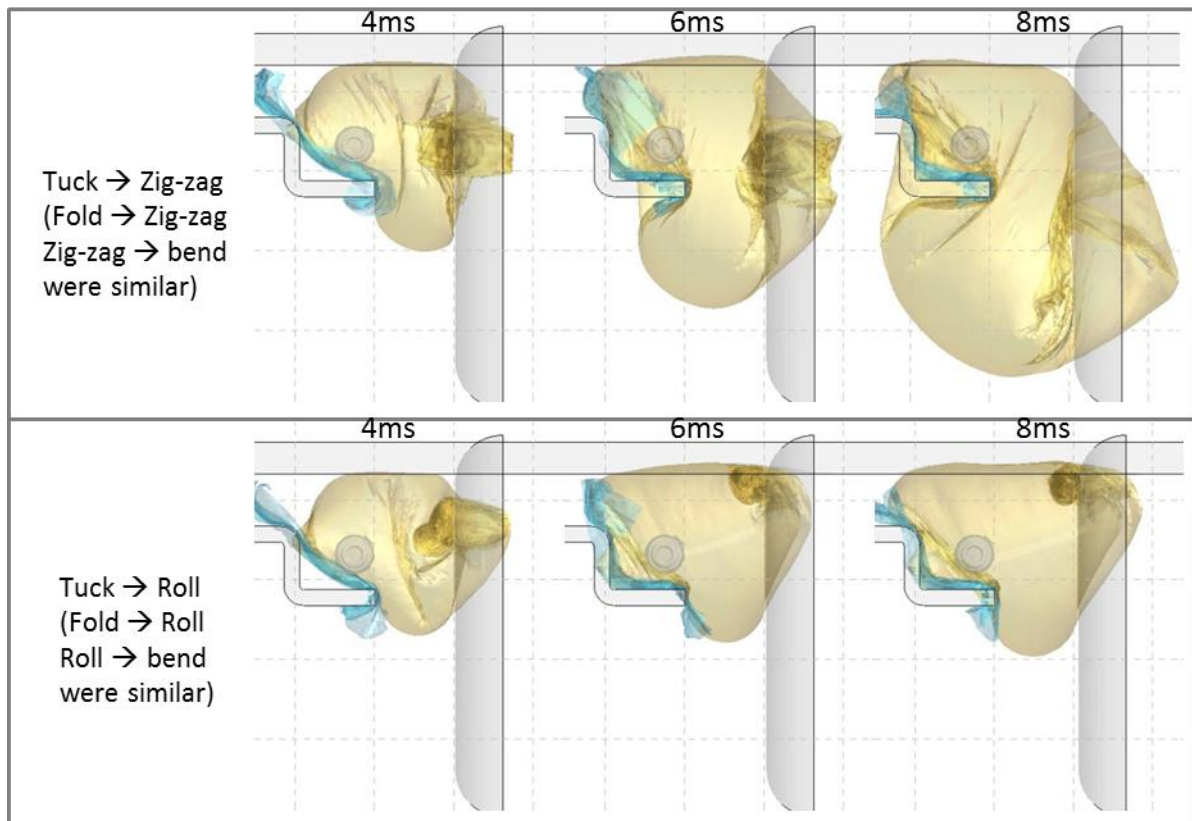 4ms 6ms 8ms
Tuck → Zig-zag
(Fold → Zig-zag
Zig-zag → bend
were similar)
4ms 6ms 8ms
Tuck → Roll
(Fold → Roll
Roll → bend
were similar)